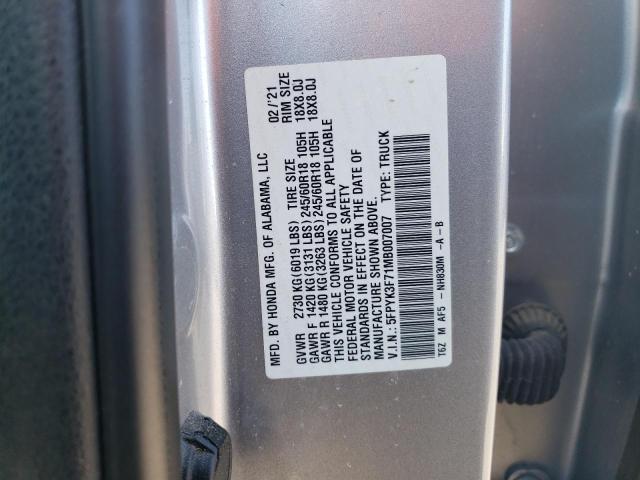 MFD. BY HONDA MFG. OF ALABAMA, LLC 02/'21
TIRE SIZE RIM SIZE
GVWR 2730 KG(6019 LBS)
GAWR F 1420 KG(3131 LBS) 245/60R18 105H 18X8.0J
GAWR R 1480 KG(3263 LBS) 245/60R18 105H 18X8.0J
THIS VEHICLE CONFORMS TO ALL APPLICABLE
FEDERAL MOTOR VEHICLE SAFETY
STANDARDS IN EFFECT ON THE DATE OF
MANUFACTURE SHOWN ABOVE.
V.I.N.: 5FPYK3F71MB007007 TYPE: TRUCK
T6Z M AF5 -NH830M -A-B